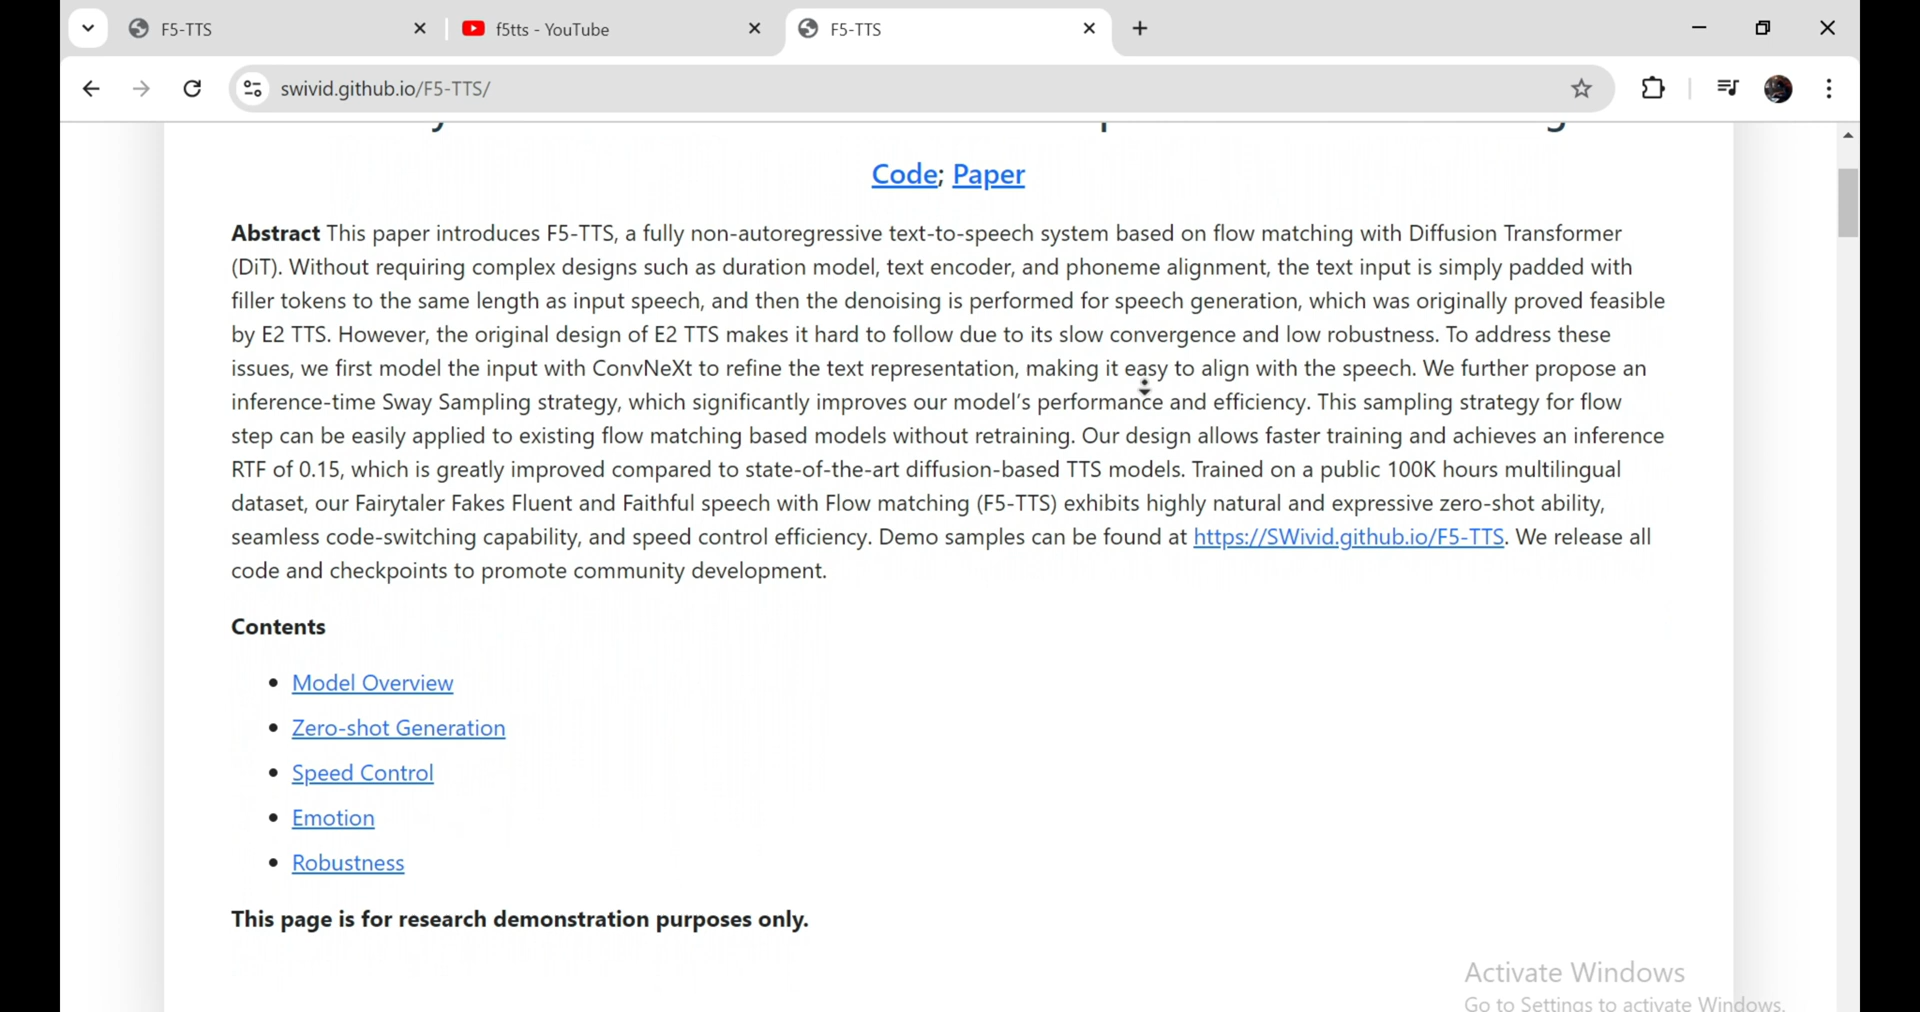 F5-TTS
f5tts - YouTube
F5-TTS
swivid.github.io/F5-TTS/
Code; Paper
Abstract This paper introduces F5-TTS, a fully non-autoregressive text-to-speech system based on flow matching with Diffusion Transformer
(DiT). Without requiring complex designs such as duration model, text encoder, and phoneme alignment, the text input is simply padded with
filler tokens to the same length as input speech, and then the denoising is performed for speech generation, which was originally proved feasible
by E2 TTS. However, the original design of E2 TTS makes it hard to follow due to its slow convergence and low robustness. To address these
issues, we first model the input with ConvNeXt to refine the text representation, making it easy to align with the speech. We further propose an
inference-time Sway Sampling strategy, which significantly improves our model's performance and efficiency. This sampling strategy for flow
step can be easily applied to existing flow matching based models without retraining. Our design allows faster training and achieves an inference
RTF of 0.15, which is greatly improved compared to state-of-the-art diffusion-based TTS models. Trained on a public 100K hours multilingual
dataset, our Fairytaler Fakes Fluent and Faithful speech with Flow matching (F5-TTS) exhibits highly natural and expressive zero-shot ability,
seamless code-switching capability, and speed control efficiency. Demo samples can be found at https://SWivid.github.io/F5-TTS. We release all
code and checkpoints to promote community development.
Contents
Model Overview
Zero-shot Generation
Speed Control
Emotion
Robustness
This page is for research demonstration purposes only.
Activate Windows
Go to Settings to activate Windows.